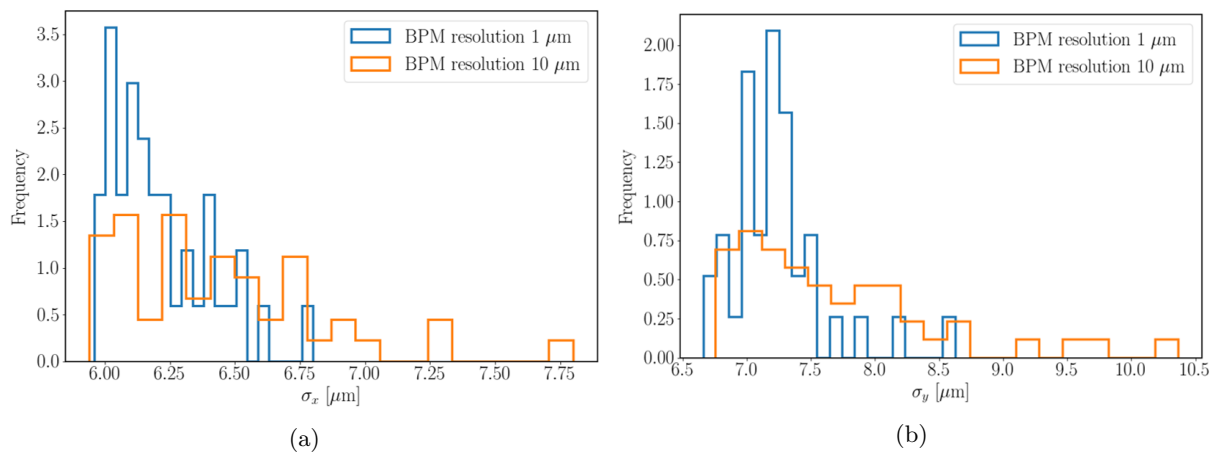 BPM resolution 1 μm
BPM resolution 10 μm
Frequency
3.5
3.0
2.5
2.0
1.5
1.0
0.5
0.0
6.00 6.25 6.50 6.75 7.00 7.25 7.50 7.75
σx [μm]
(a)
BPM resolution 1 μm
BPM resolution 10 μm
Frequency
2.00
1.75
1.50
1.25
1.00
0.75
0.50
0.25
0.00
6.5 7.0 7.5 8.0 8.5 9.0 9.5 10.0 10.5
σy [μm]
(b)